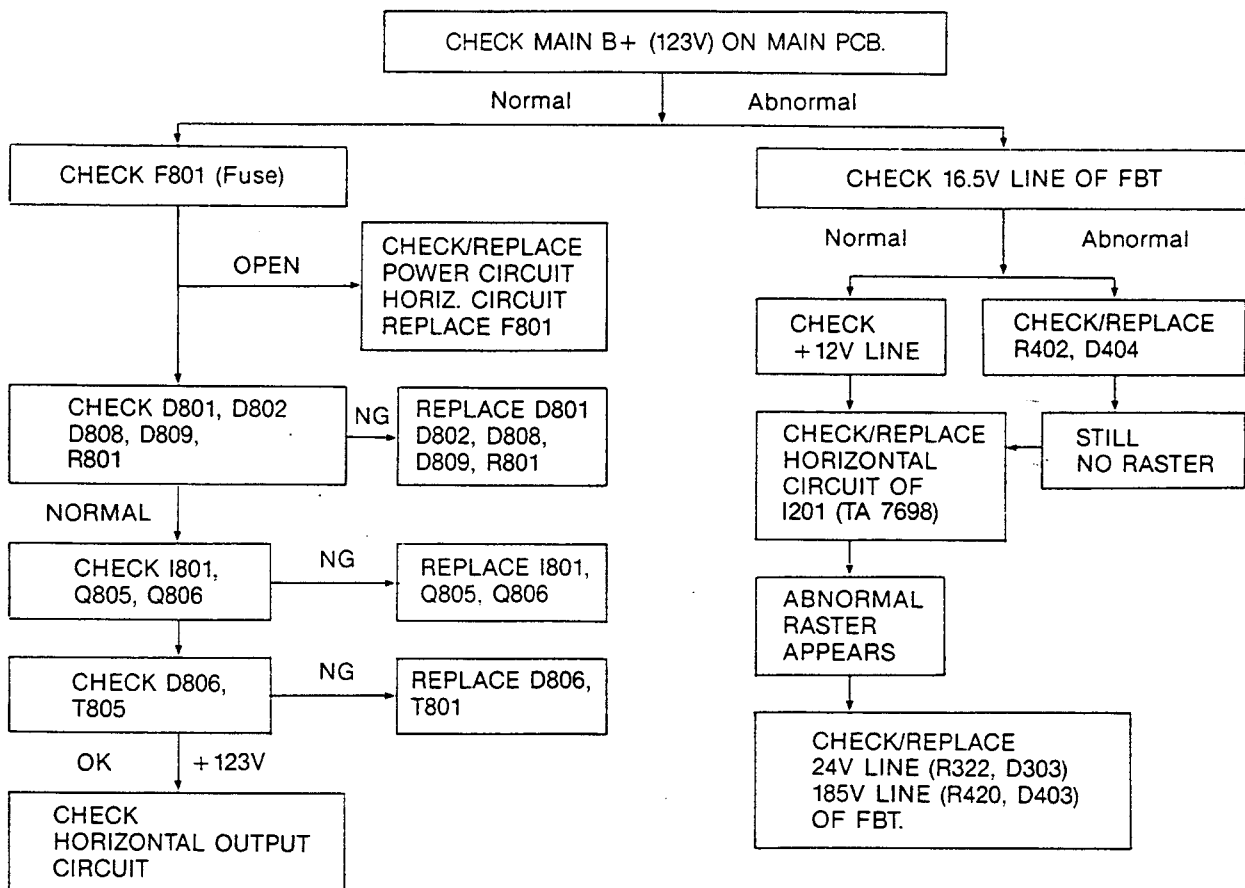 CHECK MAIN B+ (123V) ON MAIN PCB.
Normal
Abnormal
CHECK F801 (Fuse)
OPEN
CHECK/REPLACE
POWER CIRCUIT
HORIZ. CIRCUIT
REPLACE F801
CHECK D801, D802
D808, D809,
R801
NG
REPLACE D801
D802, D808,
D809, R801
NORMAL
CHECK I801,
Q805, Q806
NG
REPLACE I801,
Q805, Q806
CHECK D806,
T805
NG
REPLACE D806,
T801
OK
+123V
CHECK
HORIZONTAL OUTPUT
CIRCUIT
CHECK 16.5V LINE OF FBT
Normal
Abnormal
CHECK
+12V LINE
CHECK/REPLACE
R402, D404
CHECK/REPLACE
HORIZONTAL
CIRCUIT OF
I201 (TA 7698)
STILL
NO RASTER
ABNORMAL
RASTER
APPEARS
CHECK/REPLACE
24V LINE (R322, D303)
185V LINE (R420, D403)
OF FBT.